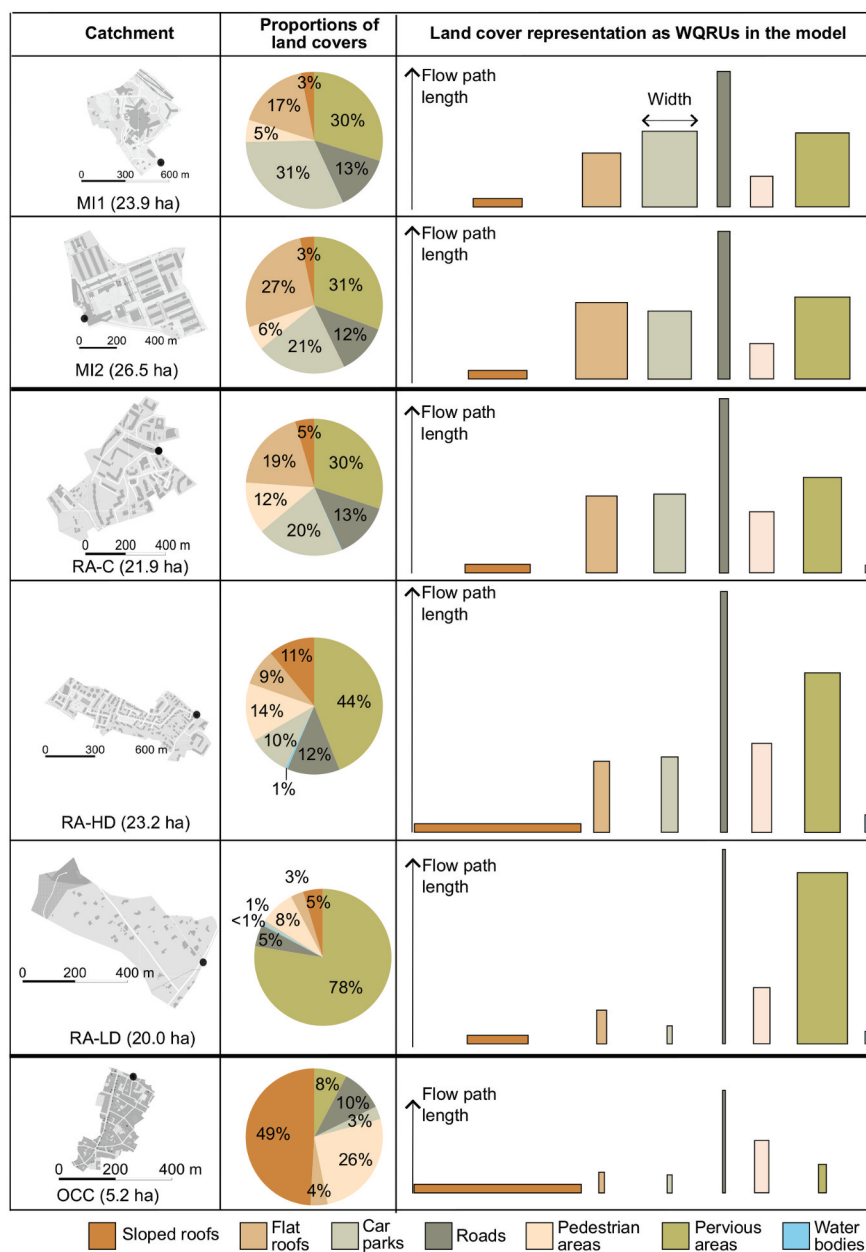 Catchment
Proportions of
land covers
Land cover representation as WQRUs in the model
0 300 600 m
MI1 (23.9 ha)
3%
17%
30%
5%
13%
31%
Flow path
length
Width
0 200 400 m
MI2 (26.5 ha)
3%
27%
31%
6%
12%
21%
Flow path
length
0 200 400 m
RA-C (21.9 ha)
5%
19%
30%
12%
13%
20%
Flow path
length
0 300 600 m
RA-HD (23.2 ha)
11%
9%
44%
14%
10%
12%
1%
Flow path
length
0 200 400 m
RA-LD (20.0 ha)
3%
1%
5%
<1%
8%
5%
78%
Flow path
length
0 200 400 m
OCC (5.2 ha)
8%
10%
3%
49%
26%
4%
Flow path
length
Sloped roofs
Flat
roofs
Car
parks
Roads
Pedestrian
areas
Pervious
areas
Water
bodies